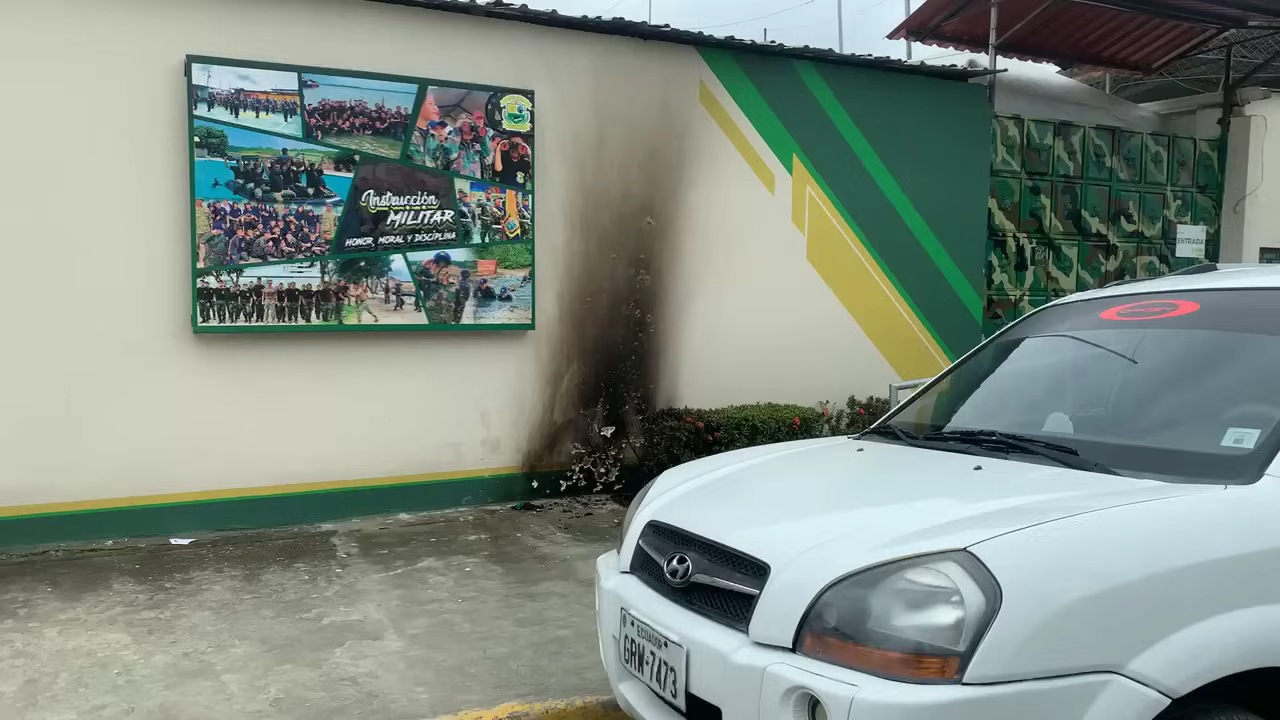 Instrucción
MILITAR
HONOR, MORAL Y DISCIPLINA
ENTRADA
ECUADOR
GRW-7473